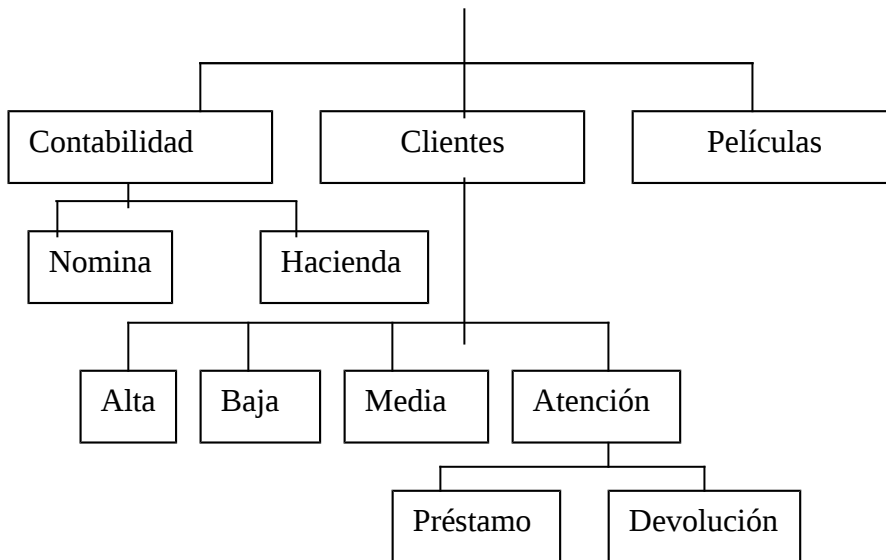 Contabilidad
Clientes
Películas
Nomina
Hacienda
Alta
Baja
Media
Atención
Préstamo
Devolución